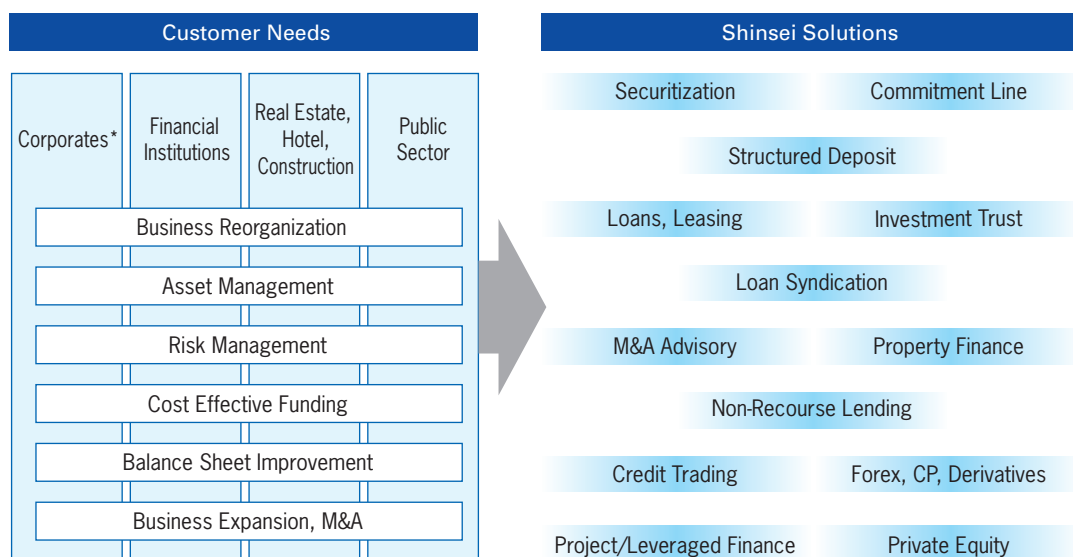 Customer Needs
Corporates*
Financial
Institutions
Real Estate,
Hotel,
Construction
Public
Sector
Business Reorganization
Asset Management
Risk Management
Cost Effective Funding
Balance Sheet Improvement
Business Expansion, M&A
Shinsei Solutions
Securitization
Commitment Line
Structured Deposit
Loans, Leasing
Investment Trust
Loan Syndication
M&A Advisory
Property Finance
Non-Recourse Lending
Credit Trading
Forex, CP, Derivatives
Project/Leveraged Finance
Private Equity